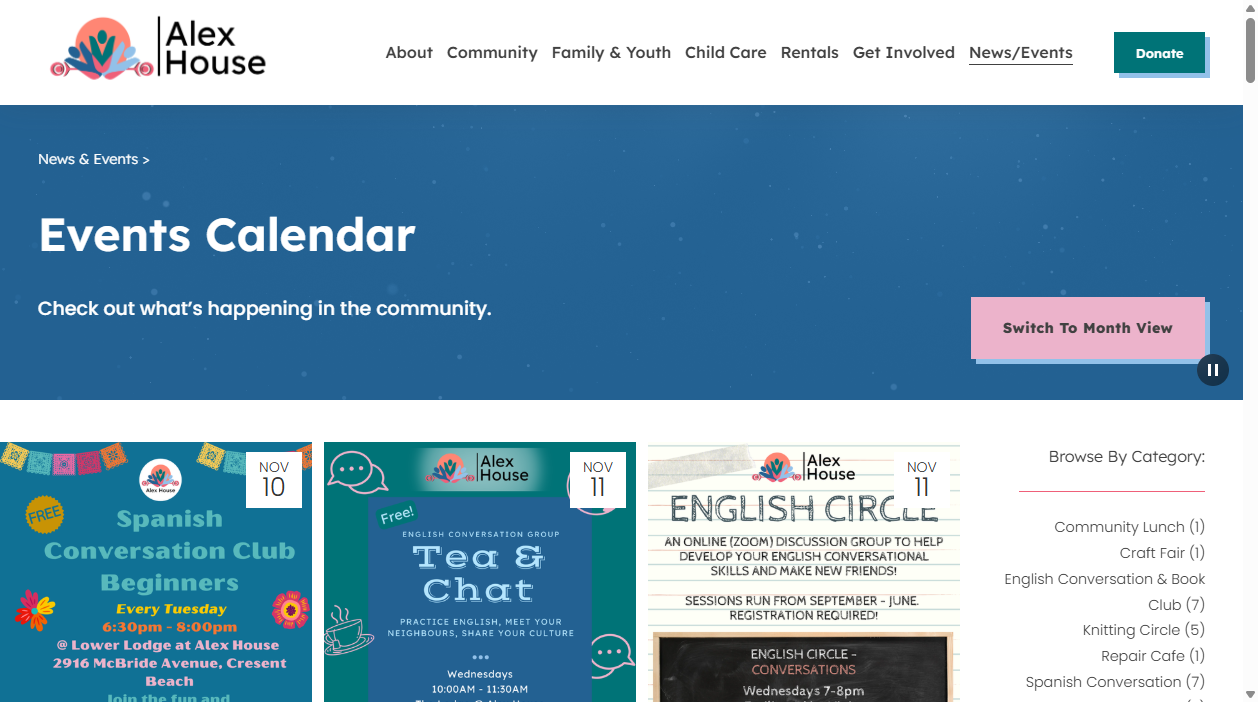 Alex House
About Community Family & Youth Child Care Rentals Get Involved News/Events
Donate
News & Events >
Events Calendar
Check out what's happening in the community.
Switch To Month View
NOV
10
Alex House
FREE
Spanish
Conversation Club
Beginners
Every Tuesday
6:30pm - 8:00pm
@ Lower Lodge at Alex House
2916 McBride Avenue, Cresent
Beach
Join the fun and
NOV
11
Alex
House
Free!
ENGLISH CONVERSATION GROUP
Tea &
Chat
PRACTICE ENGLISH, MEET YOUR
NEIGHBOURS, SHARE YOUR CULTURE
Wednesdays
10:00AM - 11:30AM
NOV
11
Alex
House
ENGLISH CIRCLE
AN ONLINE (ZOOM) DISCUSSION GROUP TO HELP
DEVELOP YOUR ENGLISH CONVERSATIONAL
SKILLS AND MAKE NEW FRIENDS!
SESSIONS RUN FROM SEPTEMBER - JUNE.
REGISTRATION REQUIRED!
ENGLISH CIRCLE -
CONVERSATIONS
Wednesdays 7-8pm
Browse By Category:
Community Lunch (1)
Craft Fair (1)
English Conversation & Book
Club (7)
Knitting Circle (5)
Repair Cafe (1)
Spanish Conversation (7)